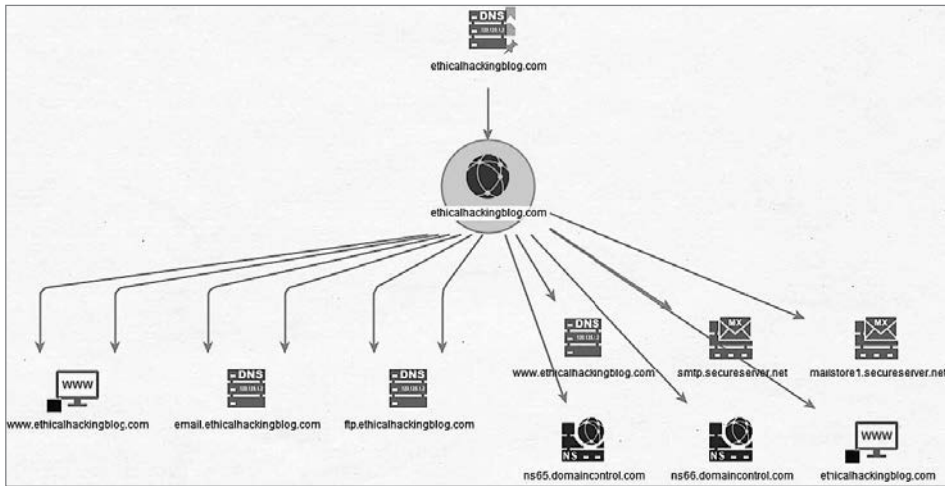 DNS
ethicalhackingblog.com
ethicalhackingblog.com
DNS
www.ethicalhackingblog.com
MX
smtp.secureserver.net
MX
mailstore1.secureserver.net
WWW
www.ethicalhackingblog.com
DNS
email.ethicalhackingblog.com
DNS
ftp.ethicalhackingblog.com
NS
ns65.domaincontrol.com
NS
ns66.domaincontrol.com
WWW
ethicalhackingblog.com